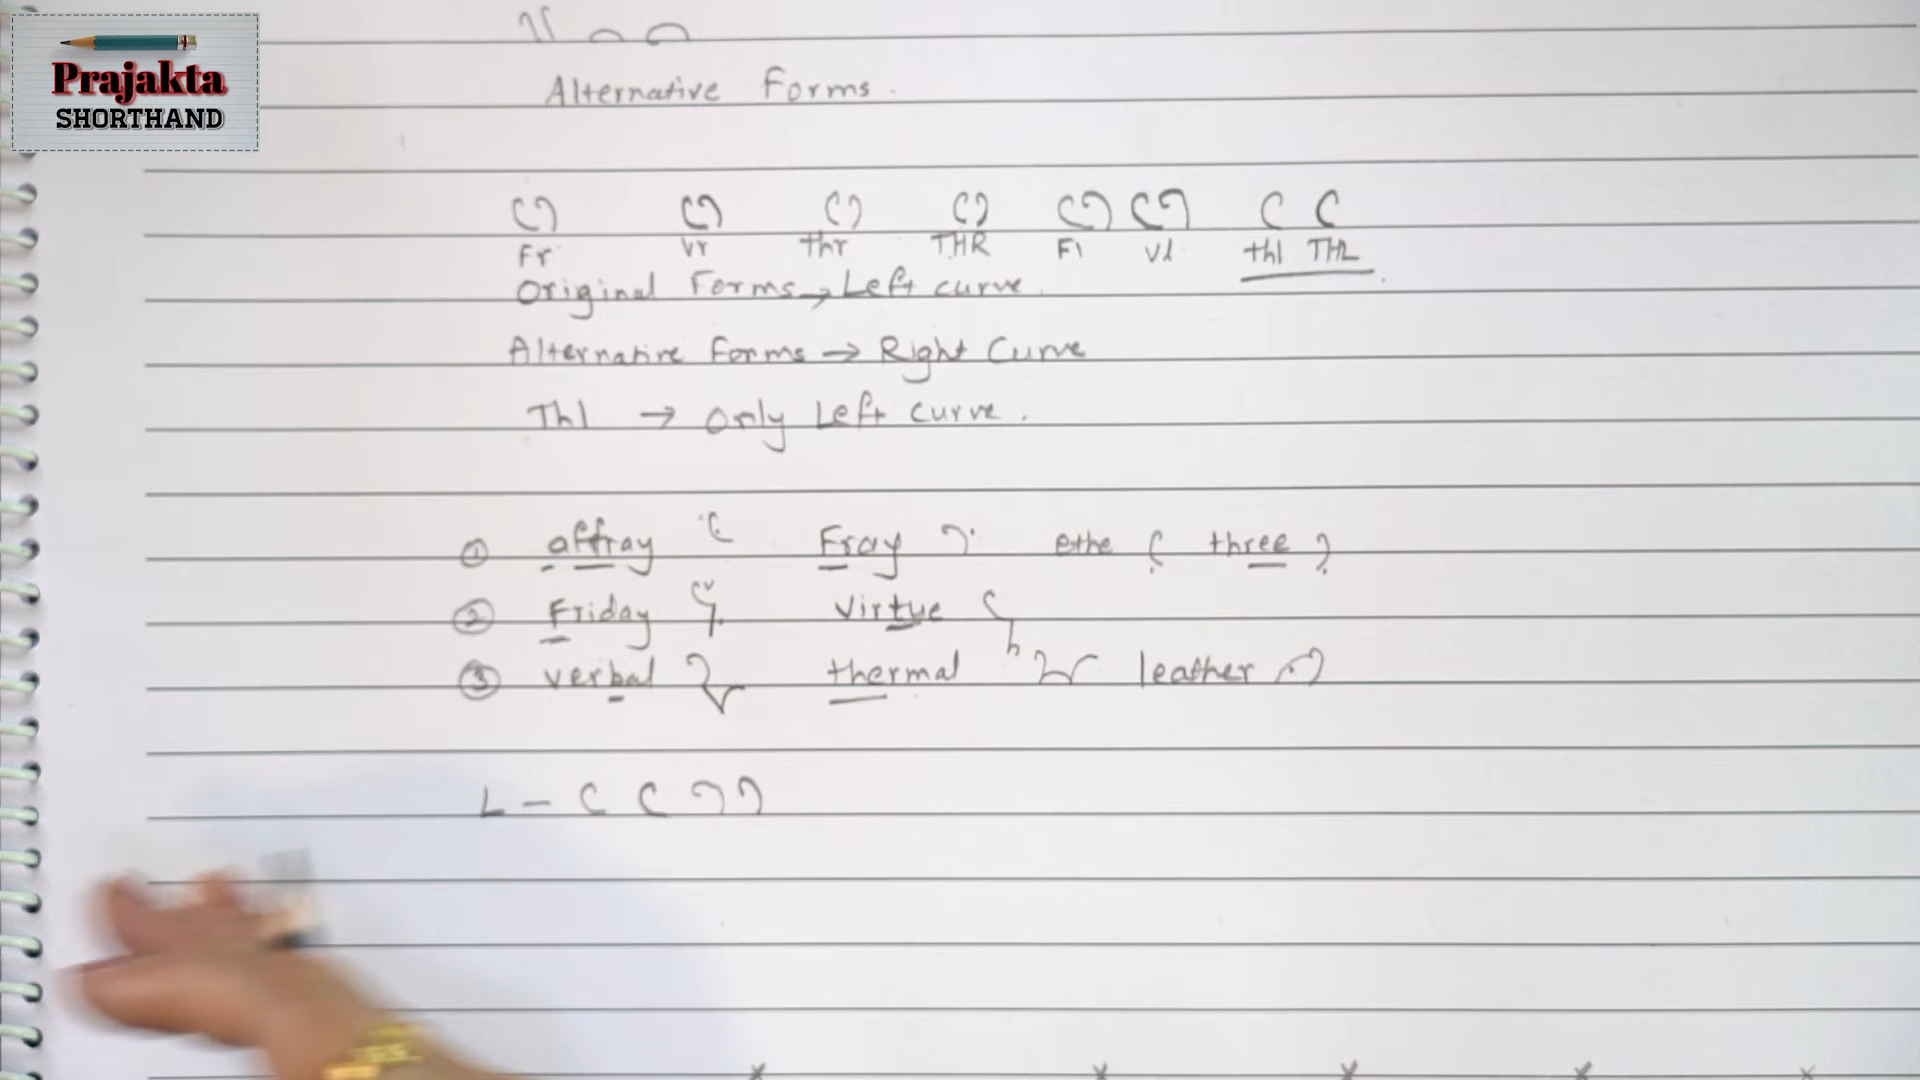 Prajakta
SHORTHAND
Alternative Forms.
Fr Vr thr THR Fl Vl thl THL
Original Forms → Left curve
Alternative Forms → Right Curve
Thl → Only Left curve.
① affray Fray ethe three
② Friday Virtue
③ verbal thermal leather
L -